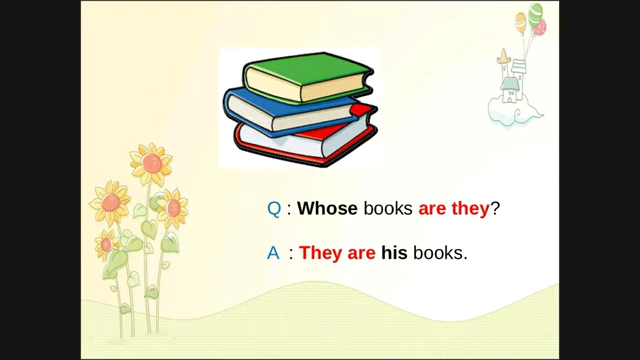 Q : Whose books are they?
A : They are his books.